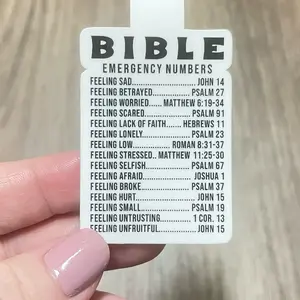 BIBLE
EMERGENCY NUMBERS
FEELING SAD..................JOHN 14
FEELING BETRAYED............PSALM 27
FEELING WORRIED...... MATTHEW 6:19-34
FEELING SCARED..............PSALM 91
FEELING LACK OF FAITH.......HEBREWS 11
FEELING LONELY..............PSALM 23
FEELING LOW............ROMAN 8:31-37
FEELING STRESSED..MATTHEW 11:25-30
FEELING SELFISH.............PSALM 67
FEELING AFRAID..............JOSHUA 1
FEELING BROKE...............PSALM 37
FEELING HURT.................JOHN 15
FEELING SMALL...............PSALM 19
FEELING UNTRUSTING..........1 COR. 13
FEELING UNFRUITFUL...........JOHN 15